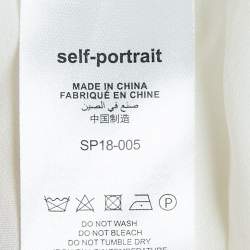 self-portrait
MADE IN CHINA
FABRIQUÉ EN CHINA
صنع في الصين
中国制造
SP18-005
DO NOT WASH
DO NOT BLEACH
DO NOT TUMBLE DRY